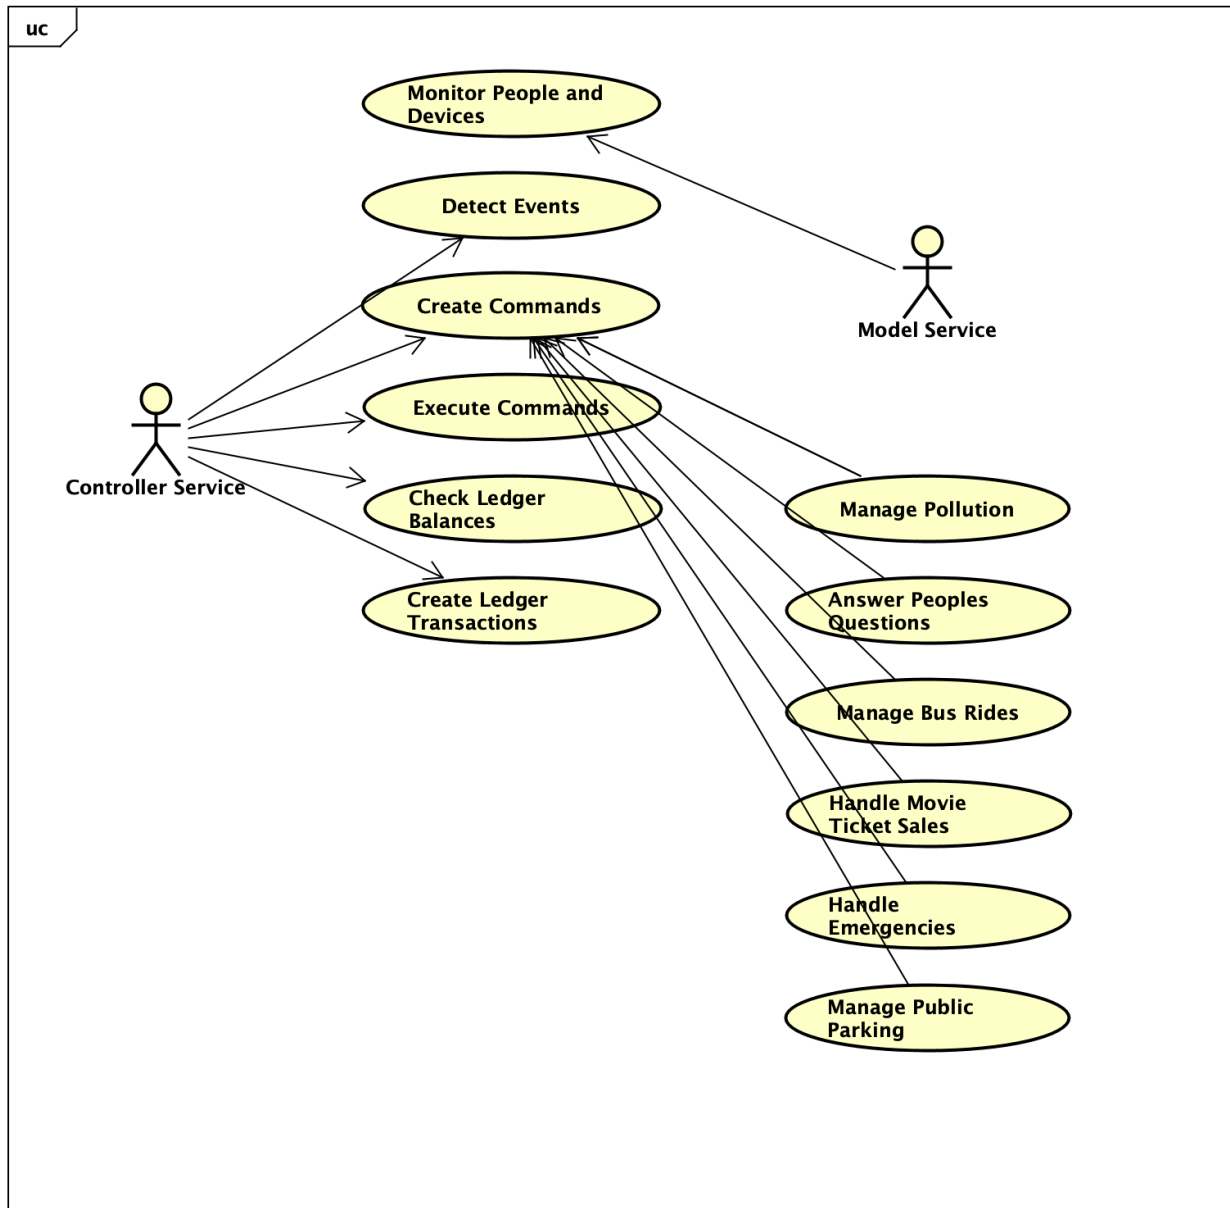 uc
Monitor People and
Devices
Detect Events
Create Commands
Model Service
Execute Commands
Controller Service
Check Ledger
Balances
Manage Pollution
Create Ledger
Transactions
Answer Peoples
Questions
Manage Bus Rides
Handle Movie
Ticket Sales
Handle
Emergencies
Manage Public
Parking